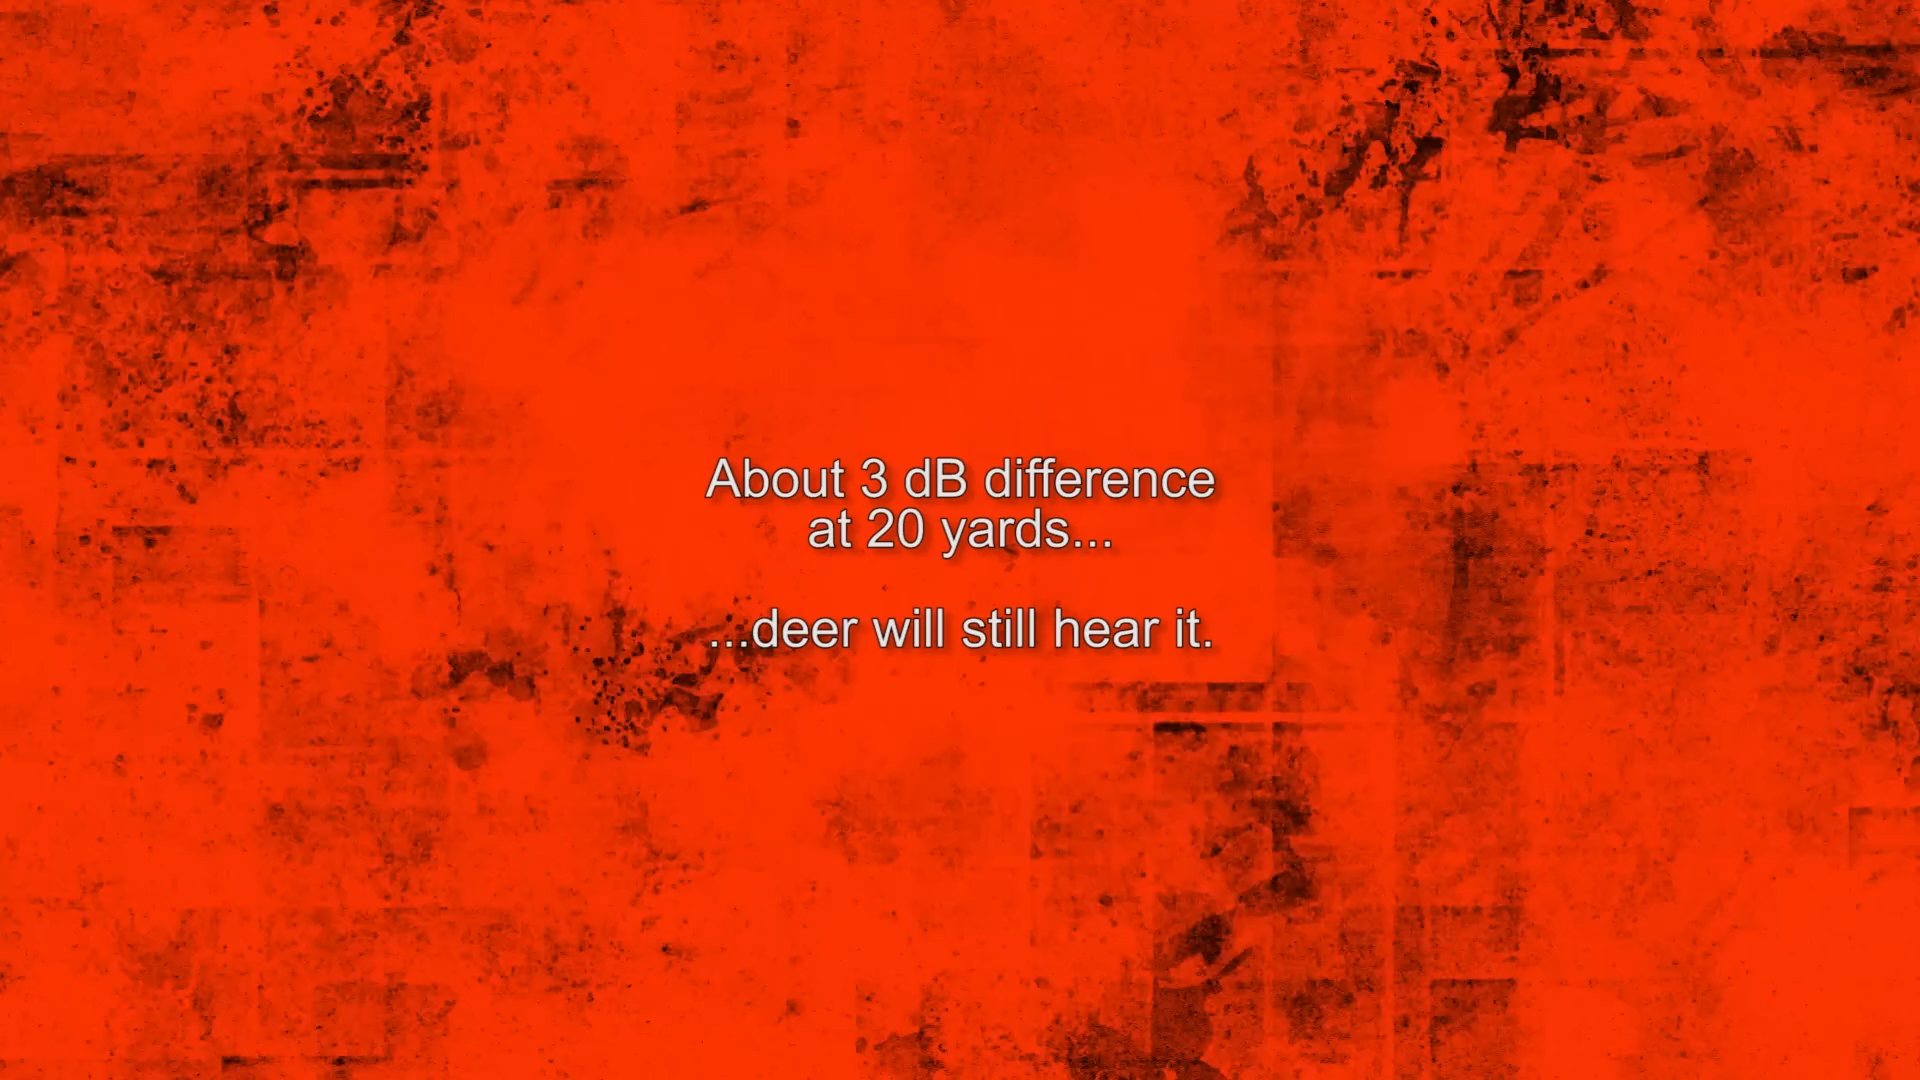 About 3 dB difference
at 20 yards...
...deer will still hear it.